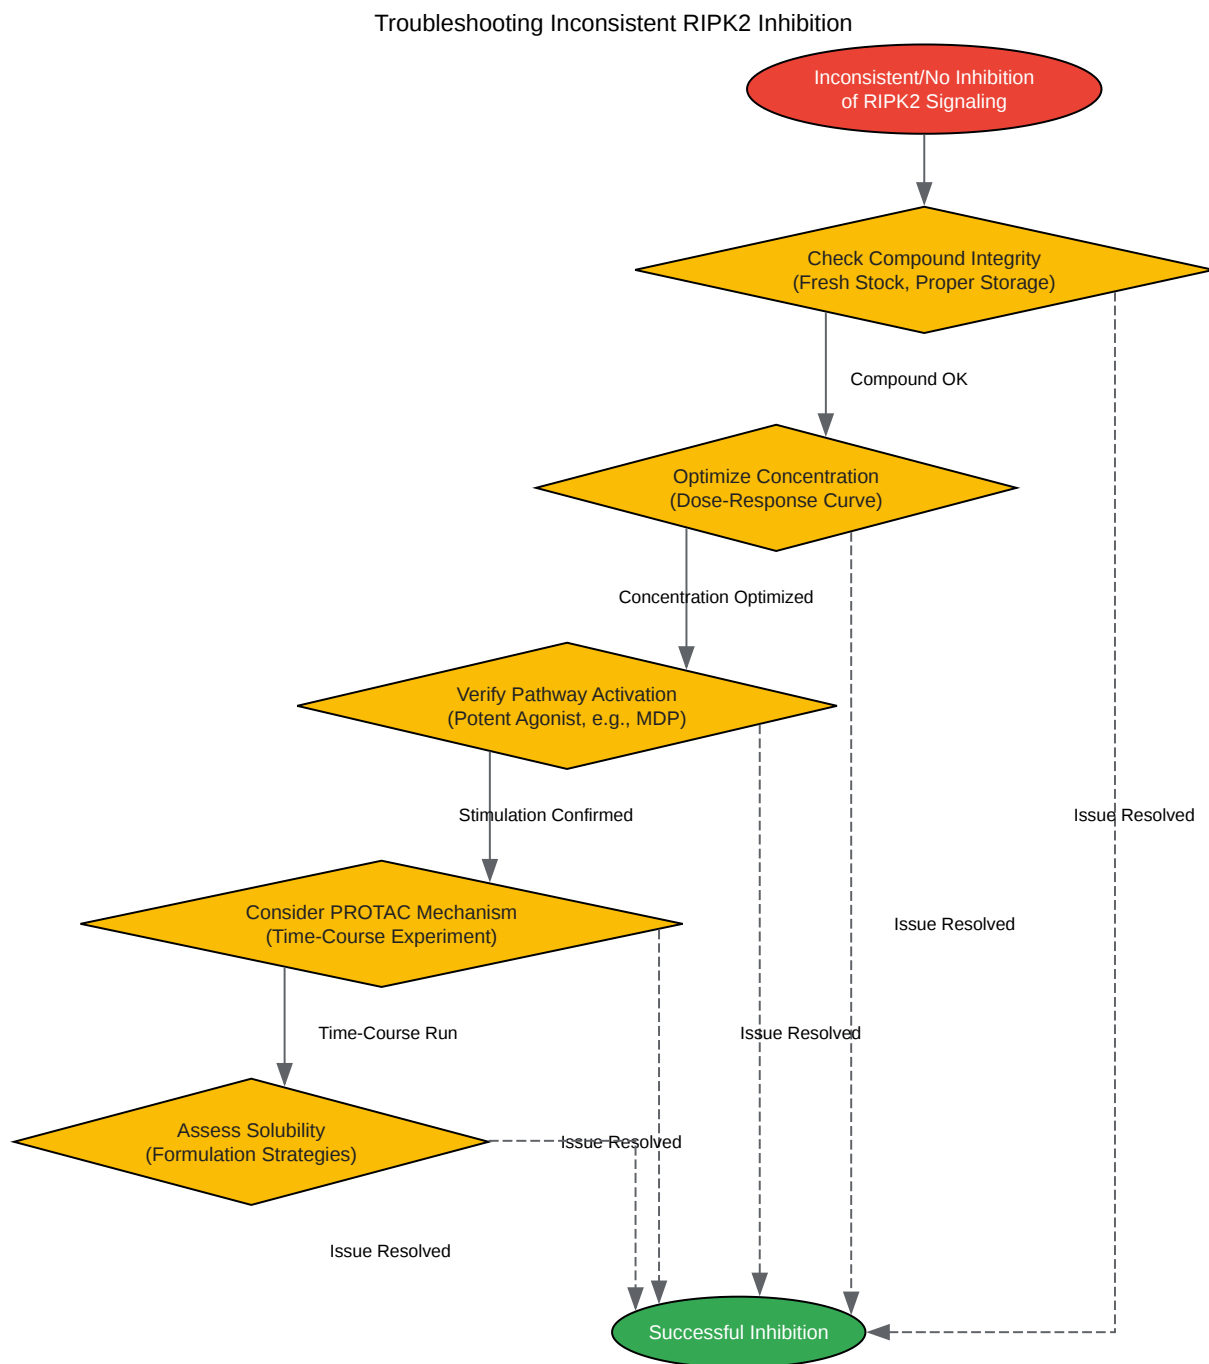 Troubleshooting Inconsistent RIPK2 Inhibition
Inconsistent/No Inhibition
of RIPK2 Signaling
Check Compound Integrity
(Fresh Stock, Proper Storage)
Compound OK
Optimize Concentration
(Dose-Response Curve)
Concentration Optimized
Verify Pathway Activation
(Potent Agonist, e.g., MDP)
Stimulation Confirmed
Issue Resolved
Consider PROTAC Mechanism
(Time-Course Experiment)
Issue Resolved
Time-Course Run
Issue Resolved
Assess Solubility
(Formulation Strategies)
Issue Resolved
Issue Resolved
Successful Inhibition